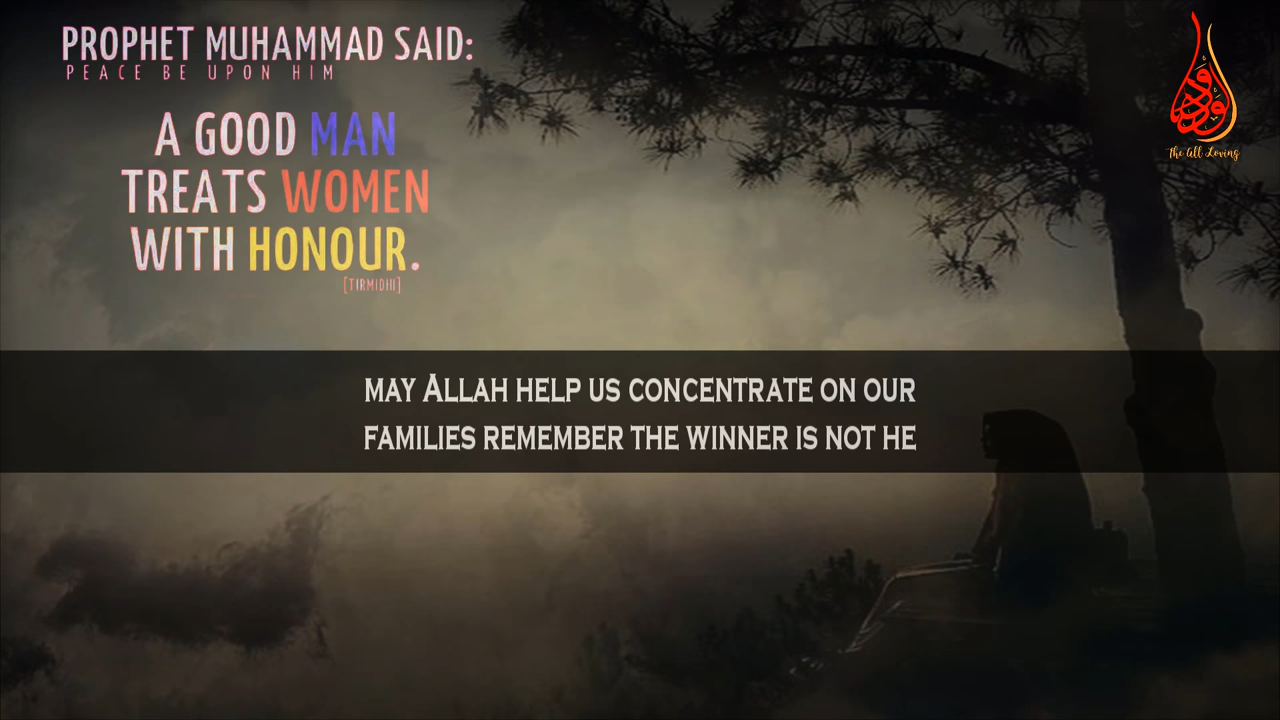 PROPHET MUHAMMAD SAID:
PEACE BE UPON HIM
A GOOD MAN
TREATS WOMEN
WITH HONOUR.
[TIRMIDHI]
الودود
The All Loving
MAY ALLAH HELP US CONCENTRATE ON OUR
FAMILIES REMEMBER THE WINNER IS NOT HE